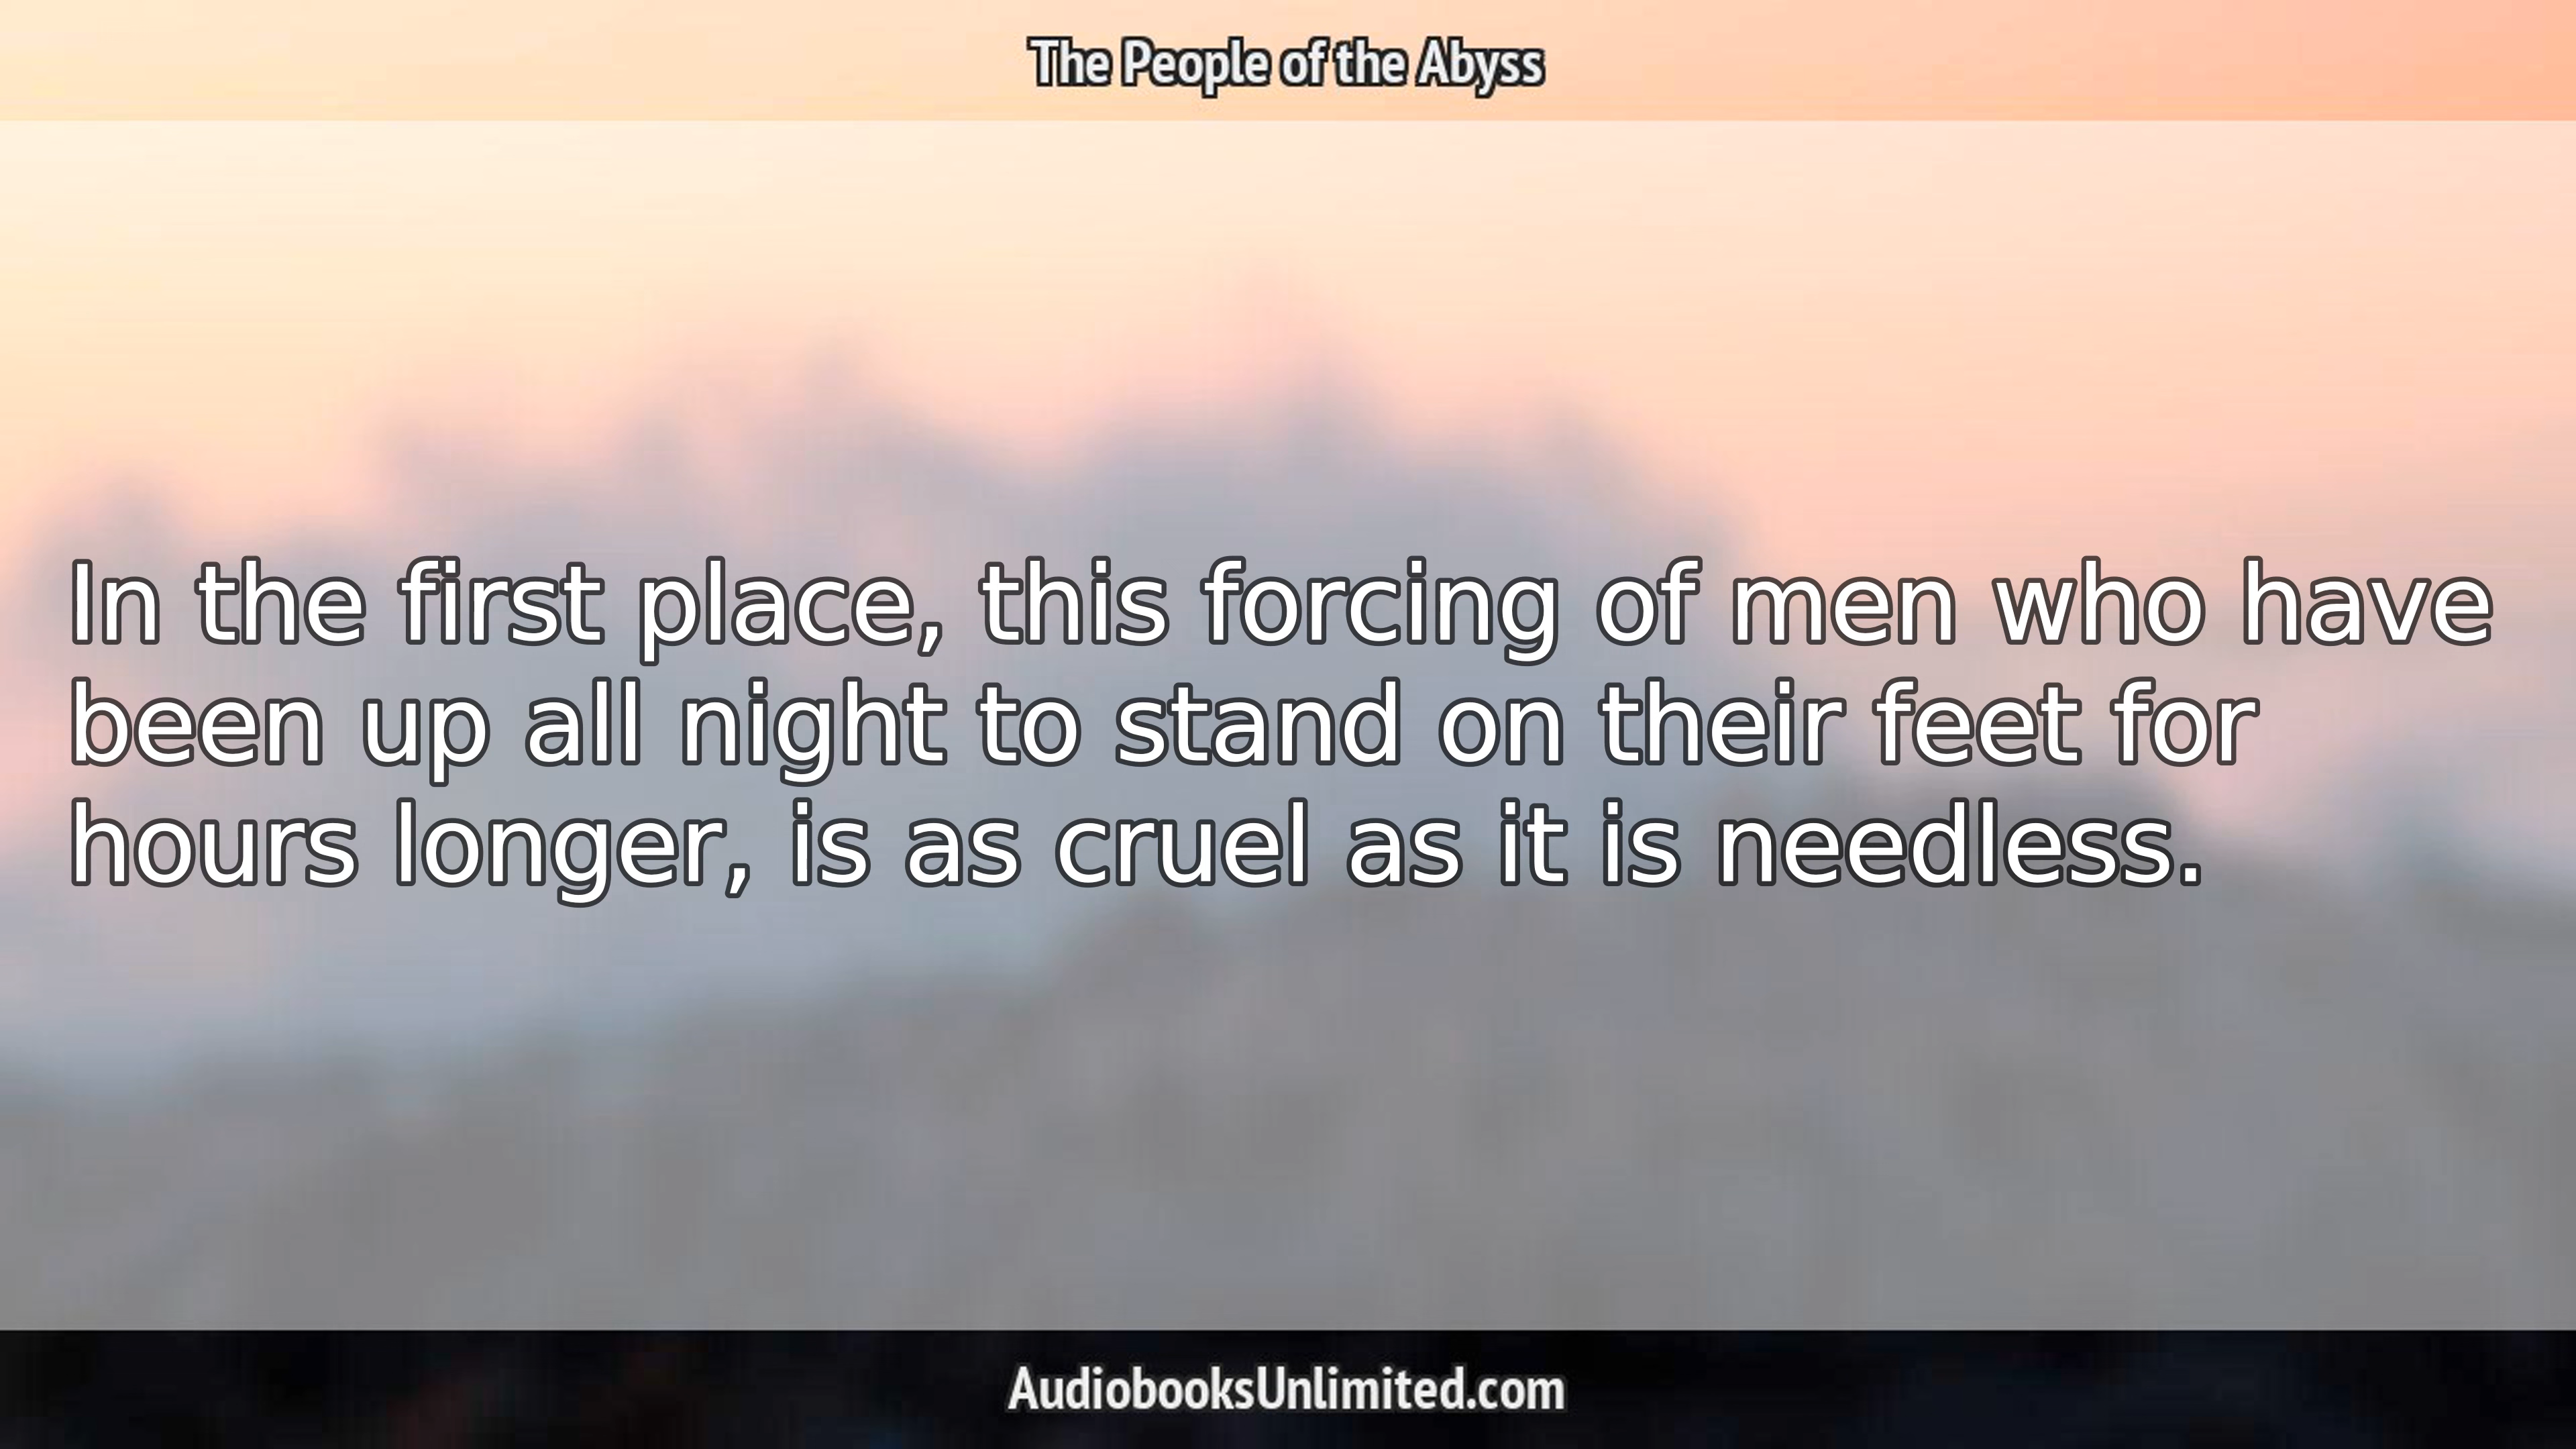 The People of the Abyss
In the first place, this forcing of men who have
been up all night to stand on their feet for
hours longer, is as cruel as it is needless.
AudiobooksUnlimited.com